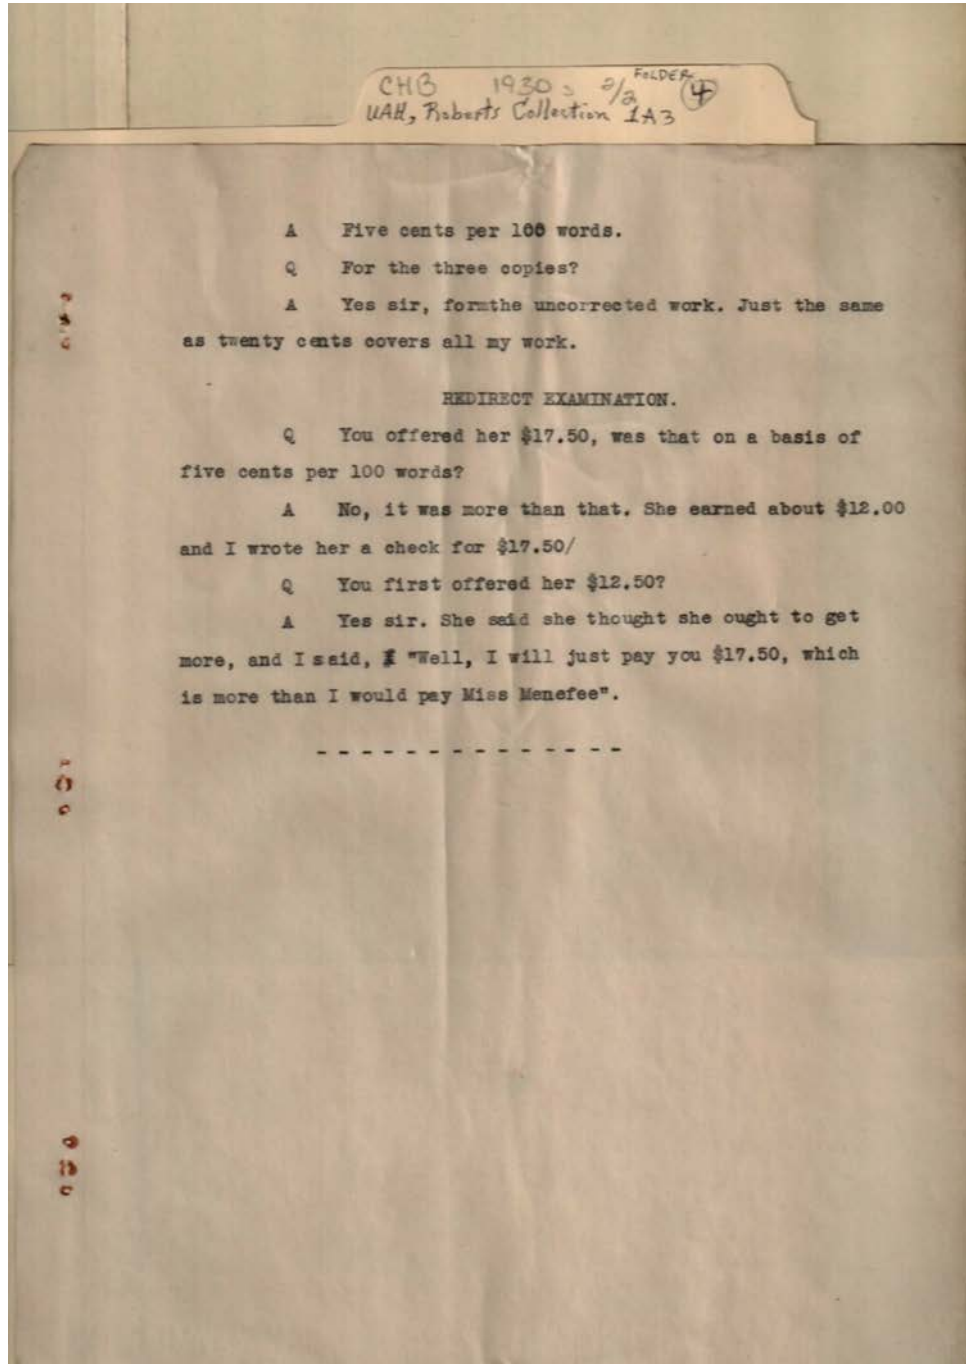 FOLDER
CHB 1930s 2/2 4
UAH, Roberts Collection 1A3
A Five cents per 100 words.
Q For the three copies?
A Yes sir, formthe uncorrected work. Just the same
as twenty cents covers all my work.
REDIRECT EXAMINATION.
Q You offered her $17.50, was that on a basis of
five cents per 100 words?
A No, it was more than that. She earned about $12.00
and I wrote her a check for $17.50/
Q You first offered her $12.50?
A Yes sir. She said she thought she ought to get
more, and I said, "Well, I will just pay you $17.50, which
is more than I would pay Miss Menefee".
- - - - - - - - - - - - - -